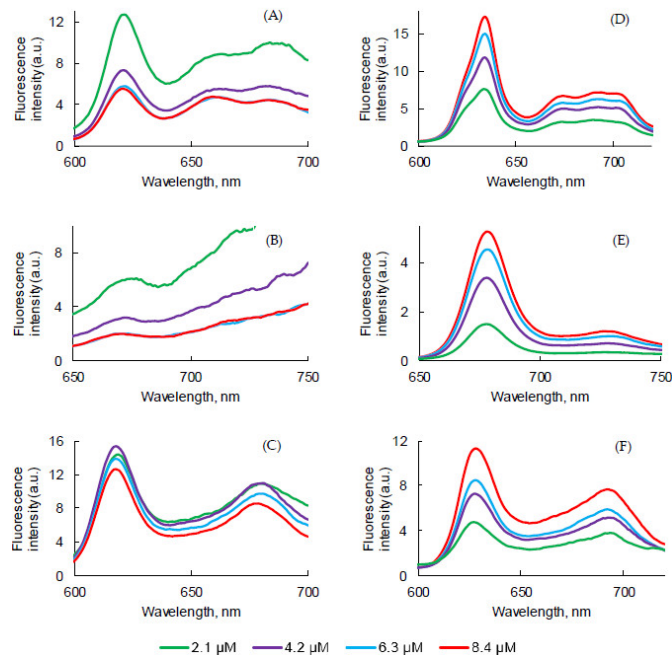 (A)
Fluorescence
intensity (a.u.)
12
8
4
0
600
650
700
Wavelength, nm
(D)
Fluorescence
intensity (a.u.)
15
10
5
0
600
650
700
Wavelength, nm
(B)
Fluorescence
intensity (a.u.)
8
4
0
650
700
750
Wavelength, nm
(E)
Fluorescence
intensity (a.u.)
4
2
0
650
700
750
Wavelength, nm
(C)
Fluorescence
intensity (a.u.)
16
12
8
4
0
600
650
700
Wavelength, nm
(F)
Fluorescence
intensity (a.u.)
12
8
4
0
600
650
700
Wavelength, nm
2.1 µM 4.2 µM 6.3 µM 8.4 µM